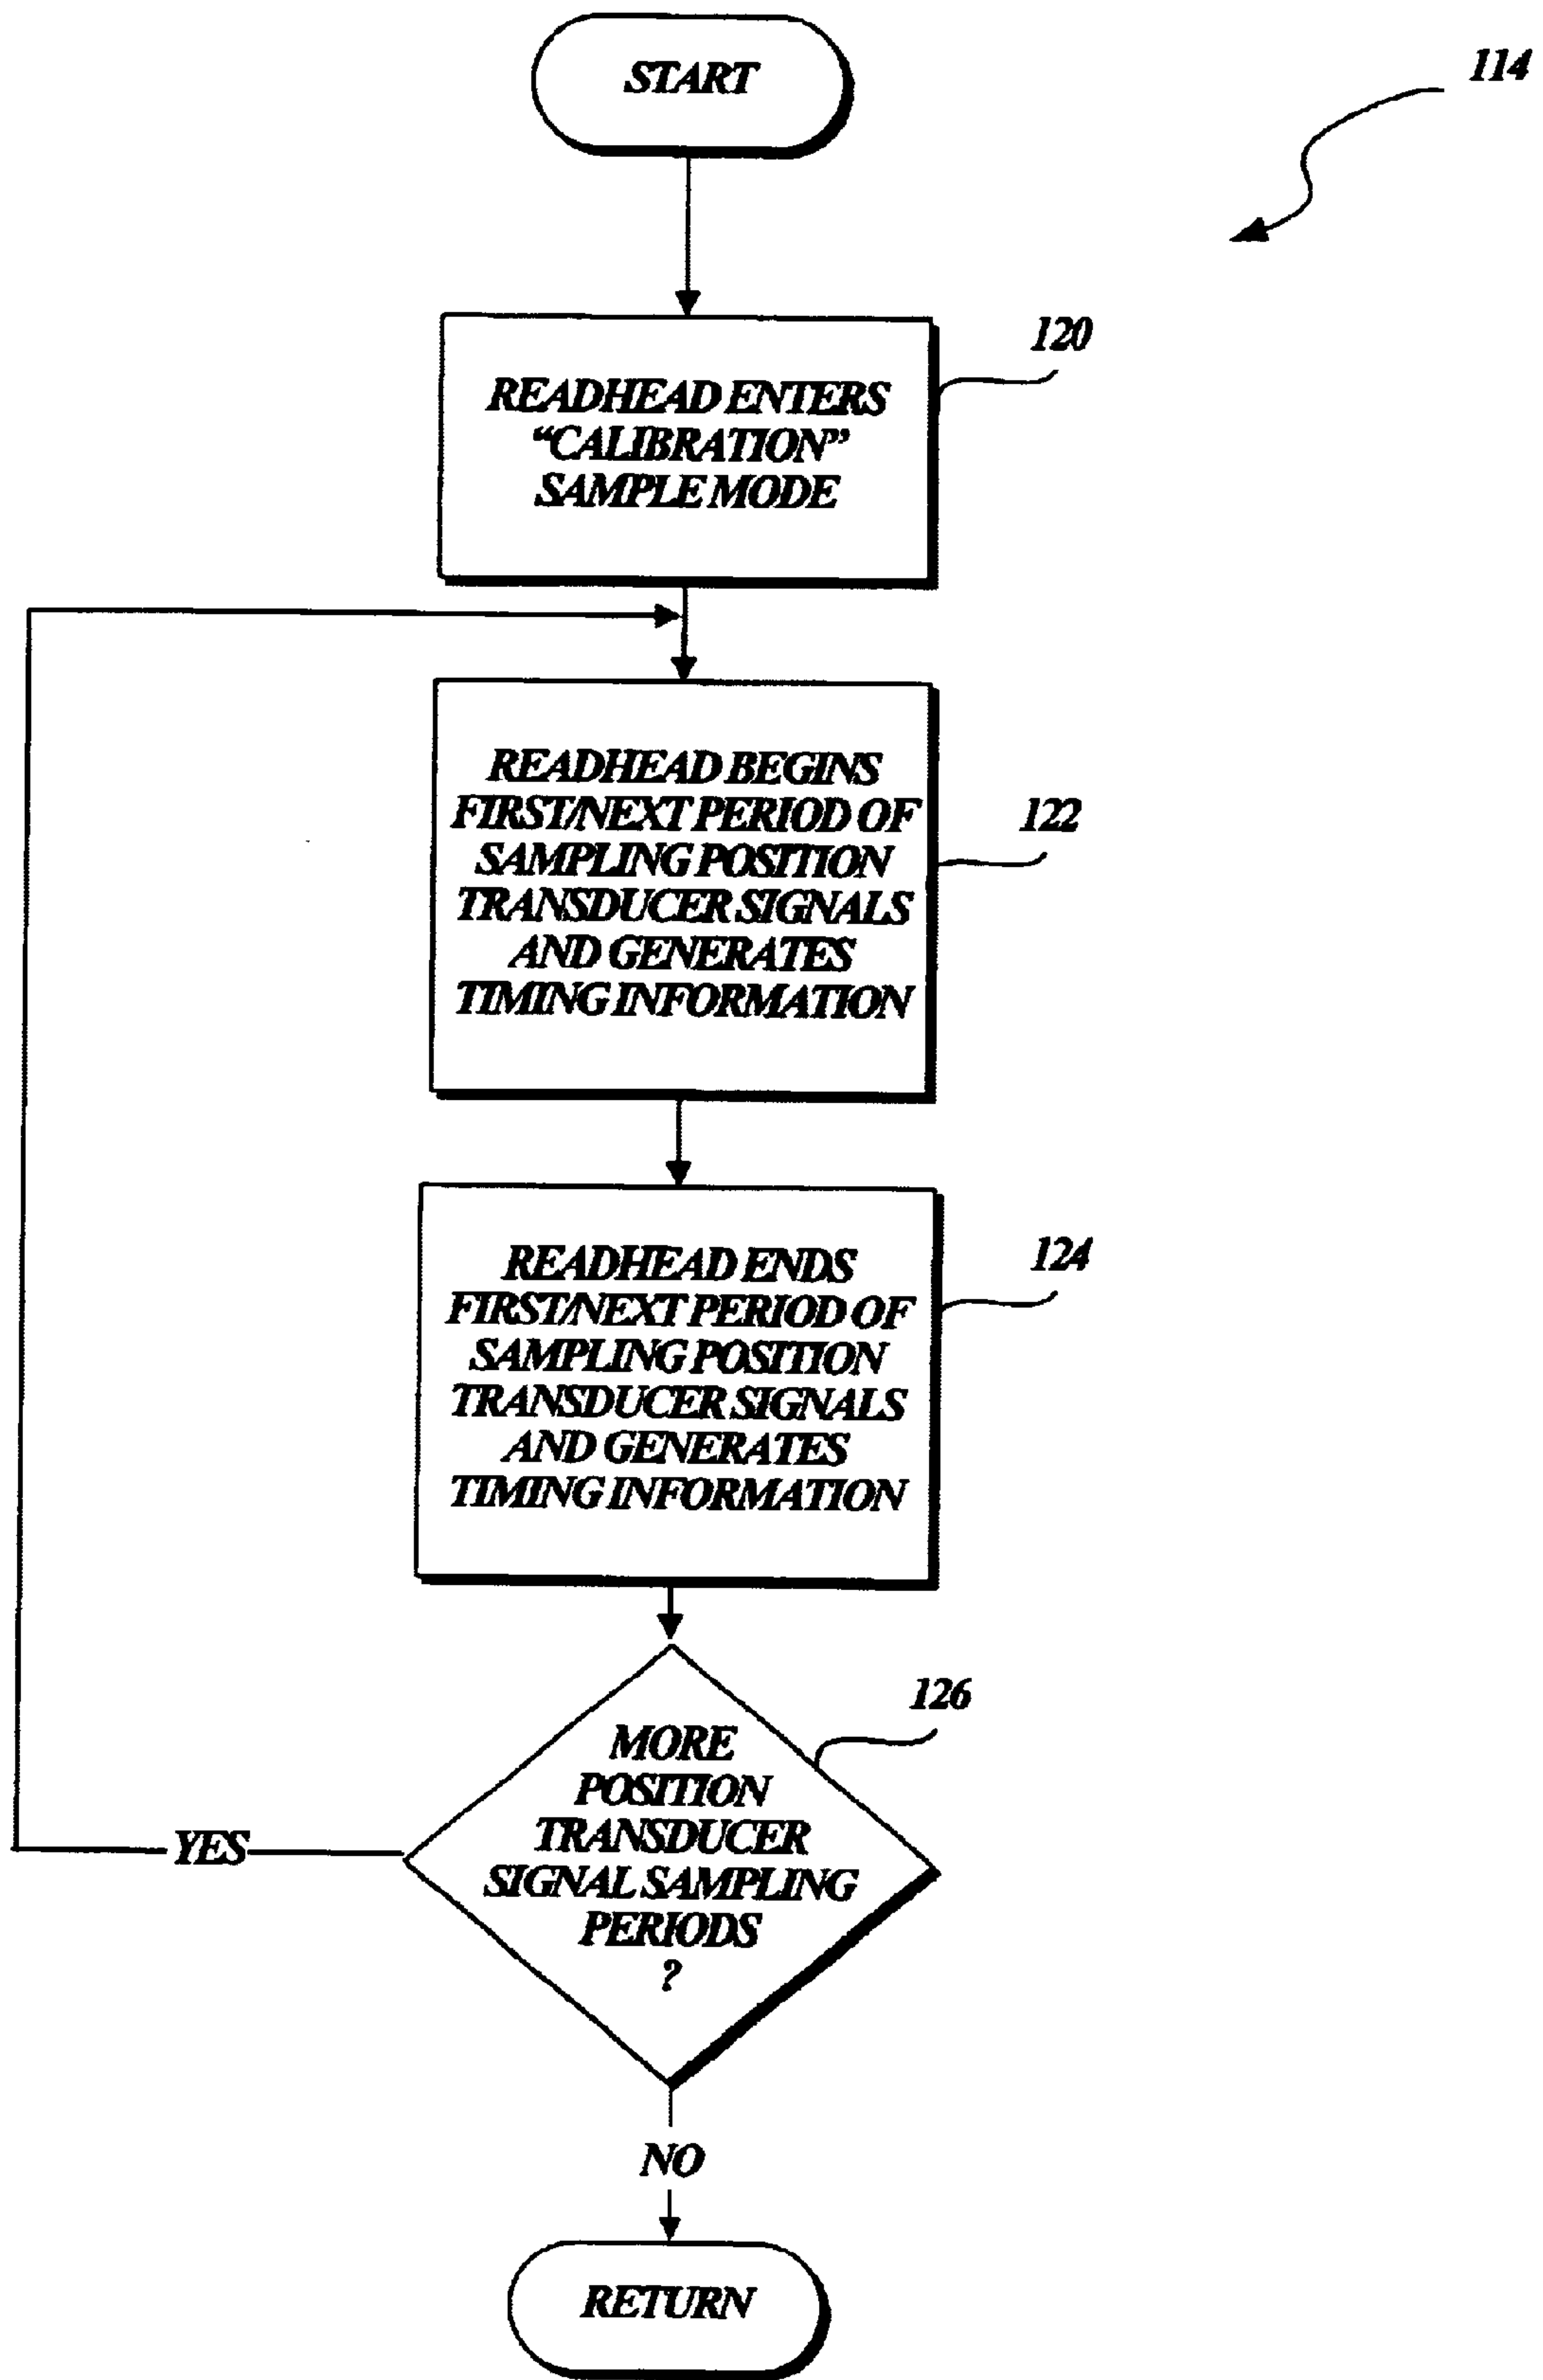 START
114
120
READHEAD ENTERS
“CALIBRATION”
SAMPLE MODE
122
READHEAD BEGINS
FIRST/NEXT PERIOD OF
SAMPLING POSITION
TRANSDUCER SIGNALS
AND GENERATES
TIMING INFORMATION
124
READHEAD ENDS
FIRST/NEXT PERIOD OF
SAMPLING POSITION
TRANSDUCER SIGNALS
AND GENERATES
TIMING INFORMATION
126
MORE
POSITION
TRANSDUCER
SIGNAL SAMPLING
PERIODS
?
YES
NO
RETURN